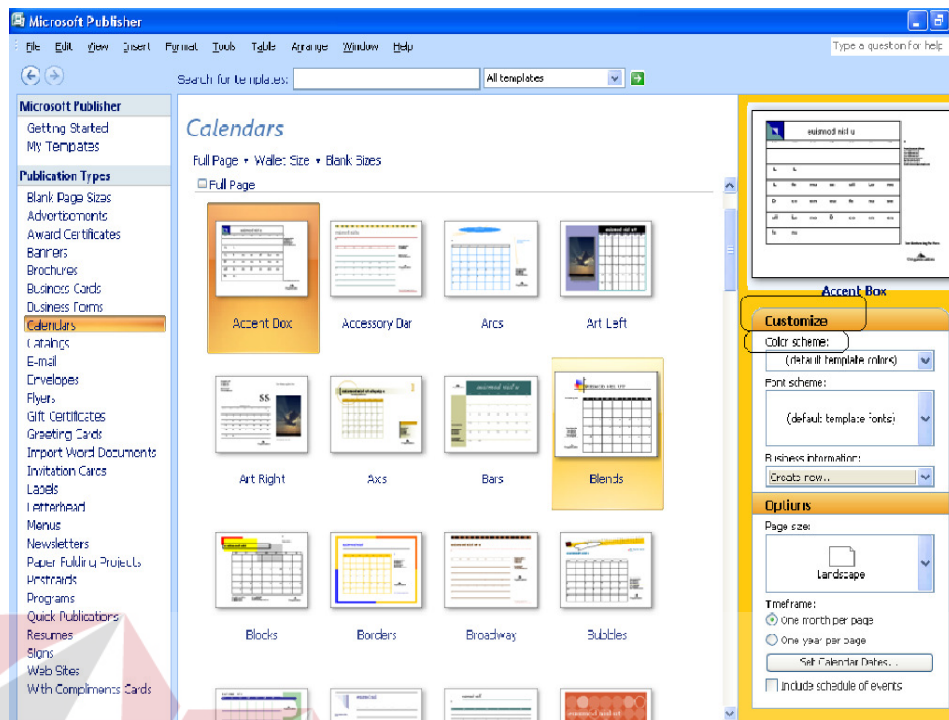 Microsoft Publisher
File Edit View Insert Format Tools Table Arrange Window Help
Type a question for help
Search for templates:
All templates
Microsoft Publisher
Getting Started
My Templates
Publication Types
Blank Page Sizes
Advertisements
Award Certificates
Banners
Brochures
Business Cards
Business Forms
Calendars
Catalogs
E-mail
Envelopes
Flyers
Gift Certificates
Greeting Cards
Import Word Documents
Invitation Cards
Labels
Letterhead
Menus
Newsletters
Paper Folding Projects
Postcards
Programs
Quick Publications
Resumes
Signs
Web Sites
With Compliments Cards
Calendars
Full Page • Wallet Size • Blank Sizes
Full Page
Accent Box
Accessory Bar
Arcs
Art Left
Art Right
Axis
Bars
Blends
Blocks
Borders
Broadway
Bubbles
Accent Box
Customize
Color scheme:
(default template colors)
Font scheme:
(default template fonts)
Business information:
Create new...
Options
Page size:
Landscape
Timeframe:
One month per page
One year per page
Set Calendar Dates...
Include schedule of events